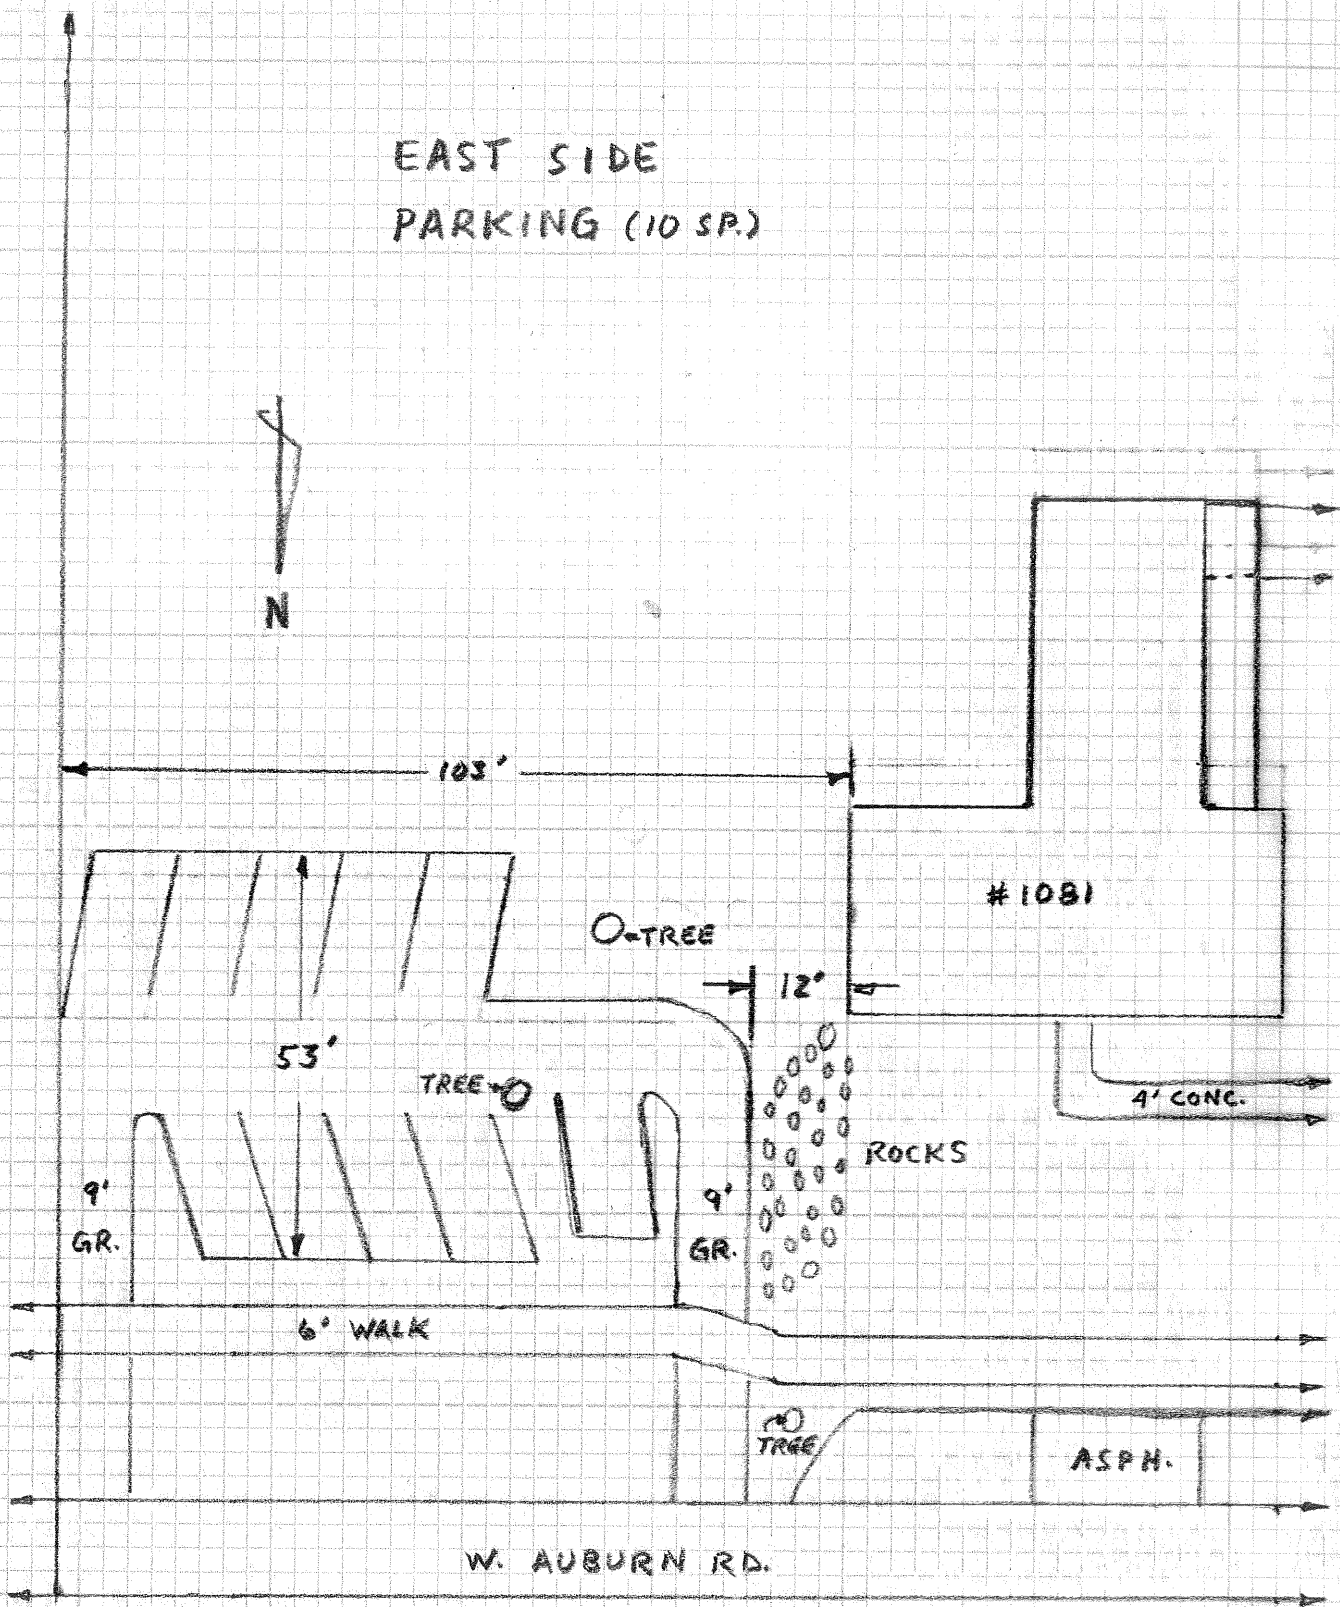 EAST SIDE
PARKING (10 SP.)
N
103'
#1081
TREE
12'
53'
TREE
4' CONC.
ROCKS
9'
GR.
9'
GR.
6' WALK
TREE
ASPH.
W. AUBURN RD.